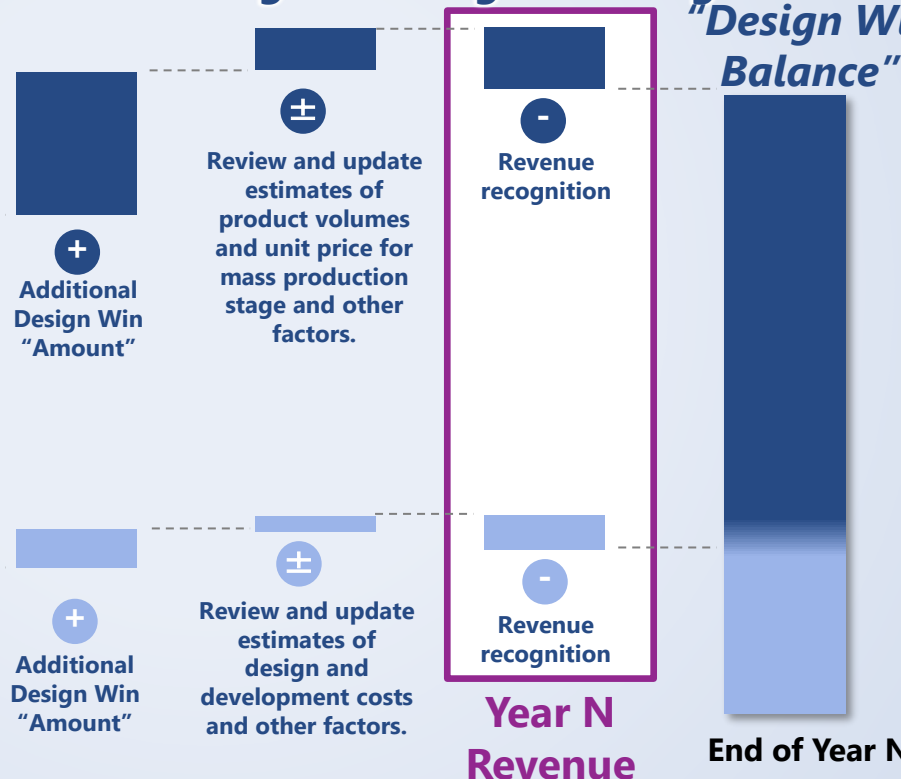 "Design
Balance"
±
-
Review and update
estimates of
product volumes
and unit price for
mass production
stage and other
factors.
Revenue
recognition
+
Additional
Design Win
“Amount”
±
-
Review and update
estimates of
design and
development costs
and other factors.
Revenue
recognition
+
Additional
Design Win
“Amount”
Year N
Revenue
End of Year N